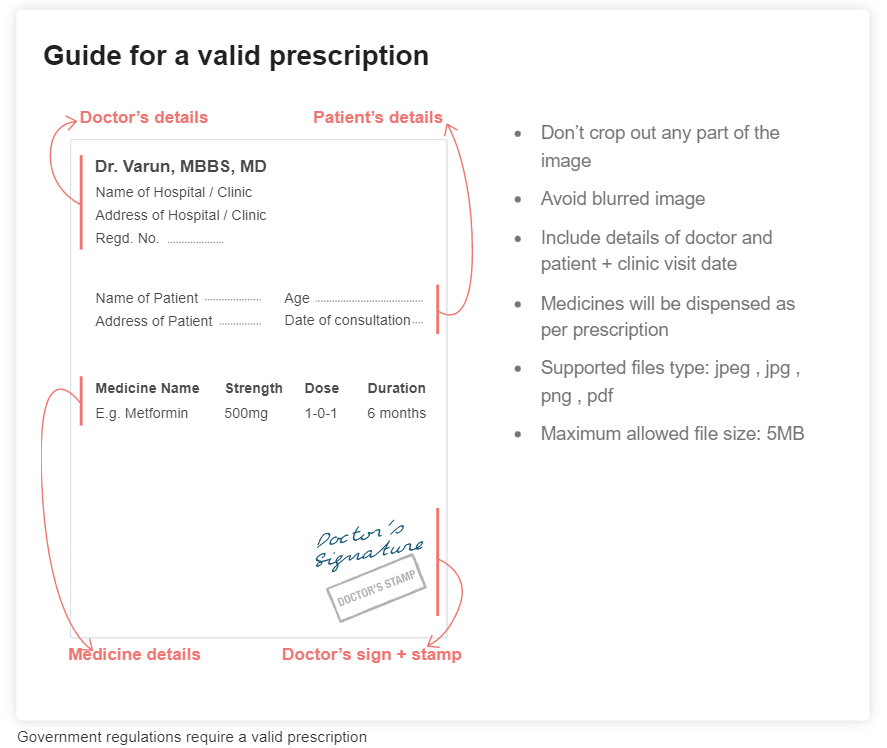 Guide for a valid prescription
Doctor's details
Patient's details
Dr. Varun, MBBS, MD
Name of Hospital / Clinic
Address of Hospital / Clinic
Regd. No. ....................
Name of Patient .................... Age ........................................
Address of Patient ............... Date of consultation ....
Medicine Name Strength Dose Duration
E.g. Metformin 500mg 1-0-1 6 months
Doctor's
Signature
DOCTOR'S STAMP
Medicine details
Doctor's sign + stamp
• Don't crop out any part of the
image
• Avoid blurred image
• Include details of doctor and
patient + clinic visit date
• Medicines will be dispensed as
per prescription
• Supported files type: jpeg , jpg ,
png , pdf
• Maximum allowed file size: 5MB
Government regulations require a valid prescription